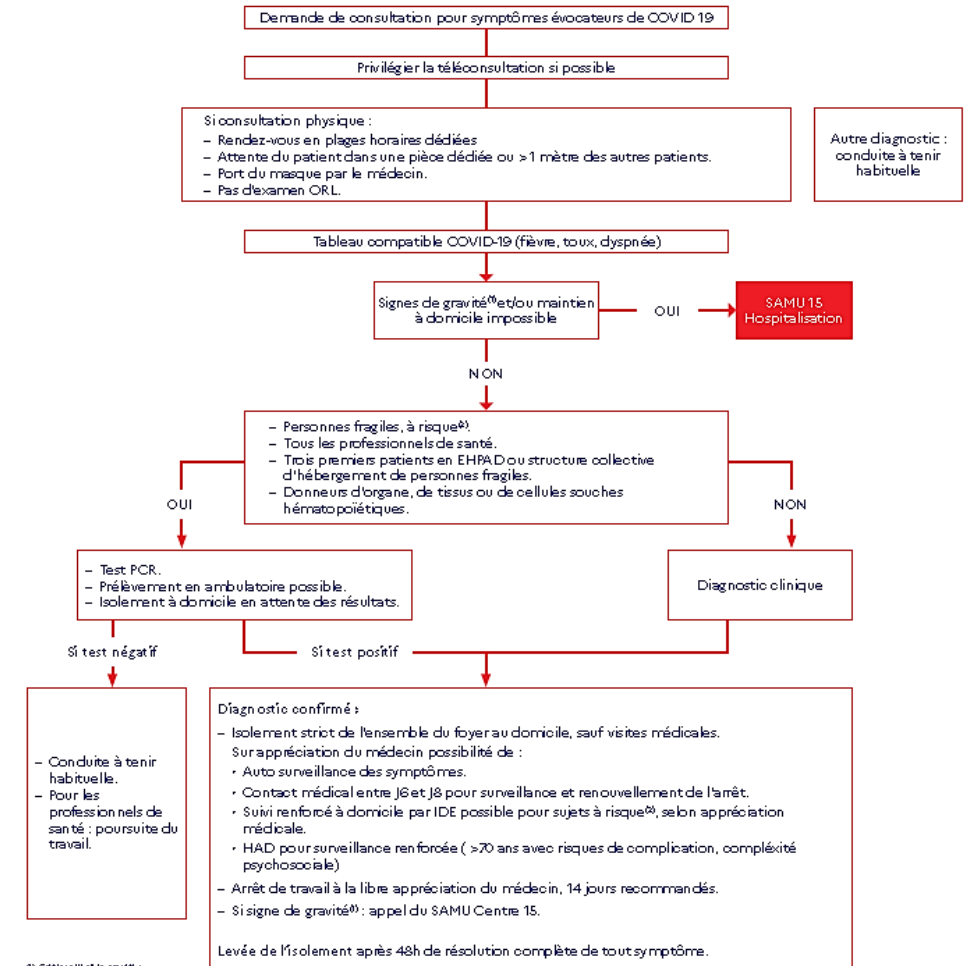 Demande de consultation pour symptômes évocateurs de COVID 19
Privilégier la téléconsultation si possible
Si consultation physique :
– Rendez-vous en plages horaires dédiées
– Attente du patient dans une pièce dédiée ou >1 mètre des autres patients.
– Port du masque par le médecin.
– Pas d'examen ORL.
Autre diagnostic :
conduite à tenir
habituelle
Tableau compatible COVID-19 (fièvre, toux, dyspnée)
Signes de gravité(1) et/ou maintien
à domicile impossible
OUI
SAMU 15
Hospitalisation
NON
– Personnes fragiles, à risque(2).
– Tous les professionnels de santé.
– Trois premiers patients en EHPAD ou structure collective
d'hébergement de personnes fragiles.
– Donneurs d'organe, de tissus ou de cellules souches
hématopoïétiques.
OUI
NON
– Test PCR.
– Prélèvement en ambulatoire possible.
– Isolement à domicile en attente des résultats.
Diagnostic clinique
Si test négatif
Si test positif
– Conduite à tenir
habituelle.
– Pour les
professionnels de
santé : poursuite du
travail.
Diagnostic confirmé :
– Isolement strict de l'ensemble du foyer au domicile, sauf visites médicales.
Sur appréciation du médecin possibilité de :
• Auto surveillance des symptômes.
• Contact médical entre J6 et J8 pour surveillance et renouvellement de l'arrêt.
• Suivi renforcé à domicile par IDE possible pour sujets à risque(2), selon appréciation
médicale.
• HAD pour surveillance renforcée ( >70 ans avec risques de complication, compléxité
psychosociale)
– Arrêt de travail à la libre appréciation du médecin, 14 jours recommandés.
– Si signe de gravité(1) : appel du SAMU Centre 15.
Levée de l'isolement après 48h de résolution complète de tout symptôme.